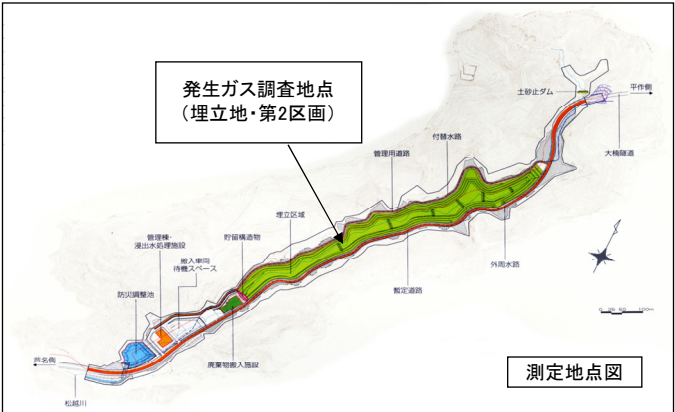 発生ガス調査地点
（埋立地・第2区画）
土砂止ダム
平作側
大楠隧道
付替水路
管理用道路
埋立区域
貯留構造物
管理棟・
浸出水処理施設
搬入車両
待機スペース
防災調整池
外周水路
暫定道路
廃棄物搬入施設
芦名側
松越川
測定地点図